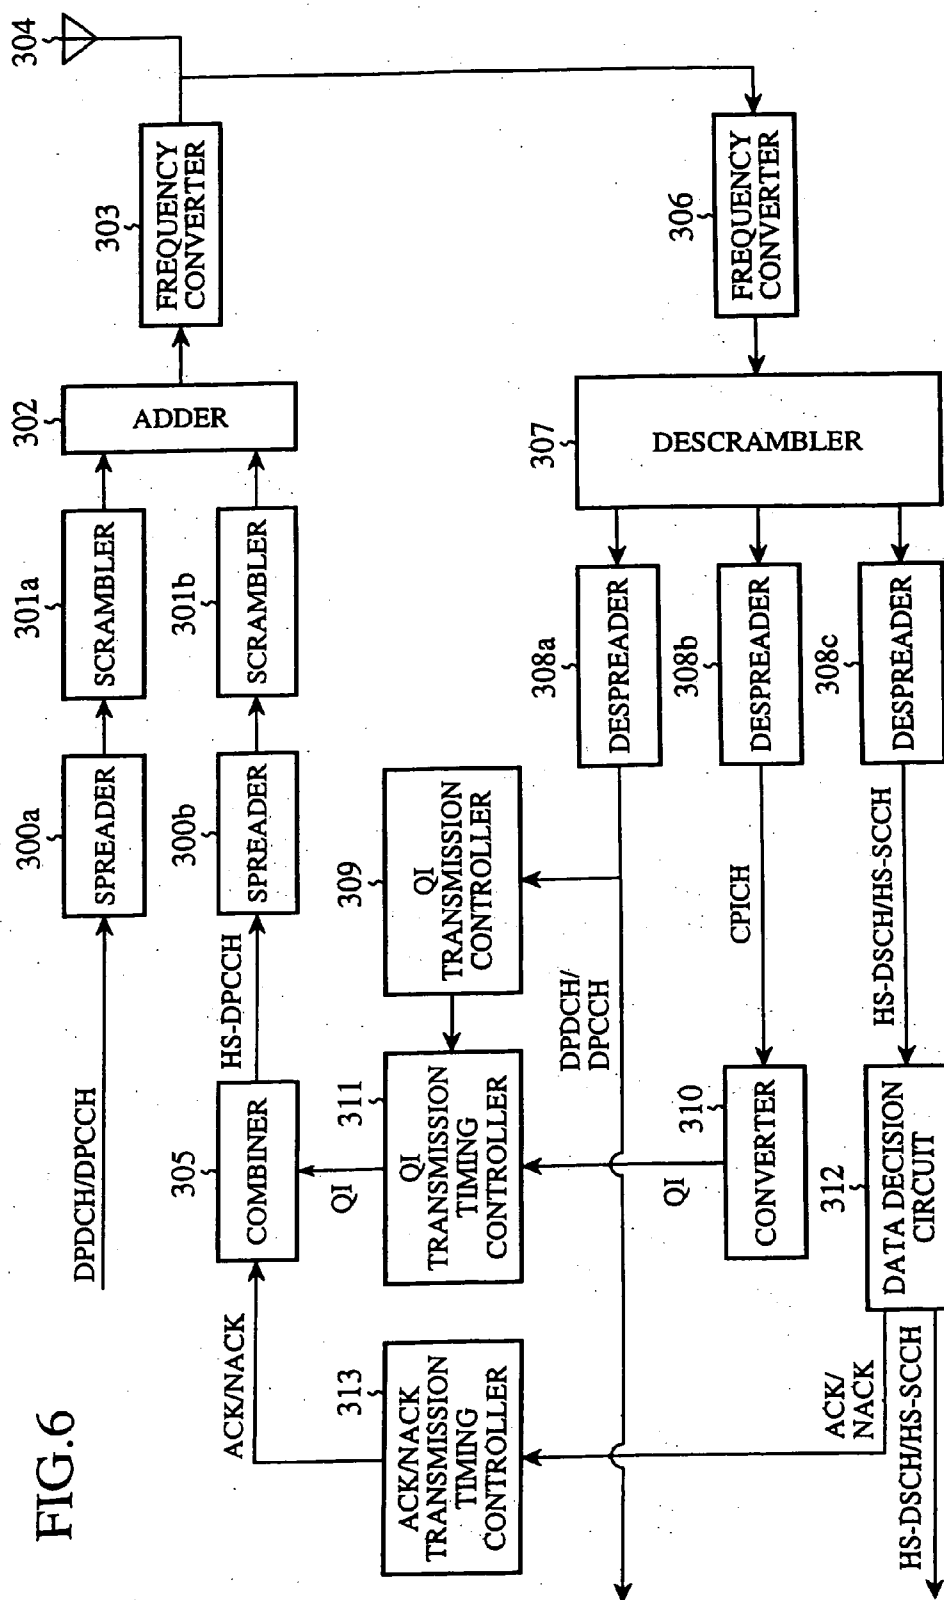 FIG.6
DPDCH/DPCCH
300a
SPREADER
301a
SCRAMBLER
302
ADDER
303
FREQUENCY
CONVERTER
304
ACK/NACK
305
COMBINER
HS-DPCCH
300b
SPREADER
301b
SCRAMBLER
QI
313
ACK/NACK
TRANSMISSION
TIMING
CONTROLLER
311
QI
TRANSMISSION
TIMING
CONTROLLER
309
QI
TRANSMISSION
CONTROLLER
DPDCH/
DPCCH
308a
DESPREADER
307
DESCRAMBLER
306
FREQUENCY
CONVERTER
QI
310
CONVERTER
CPICH
308b
DESPREADER
ACK/
NACK
312
DATA DECISION
CIRCUIT
HS-DSCH/HS-SCCH
308c
DESPREADER
HS-DSCH/HS-SCCH